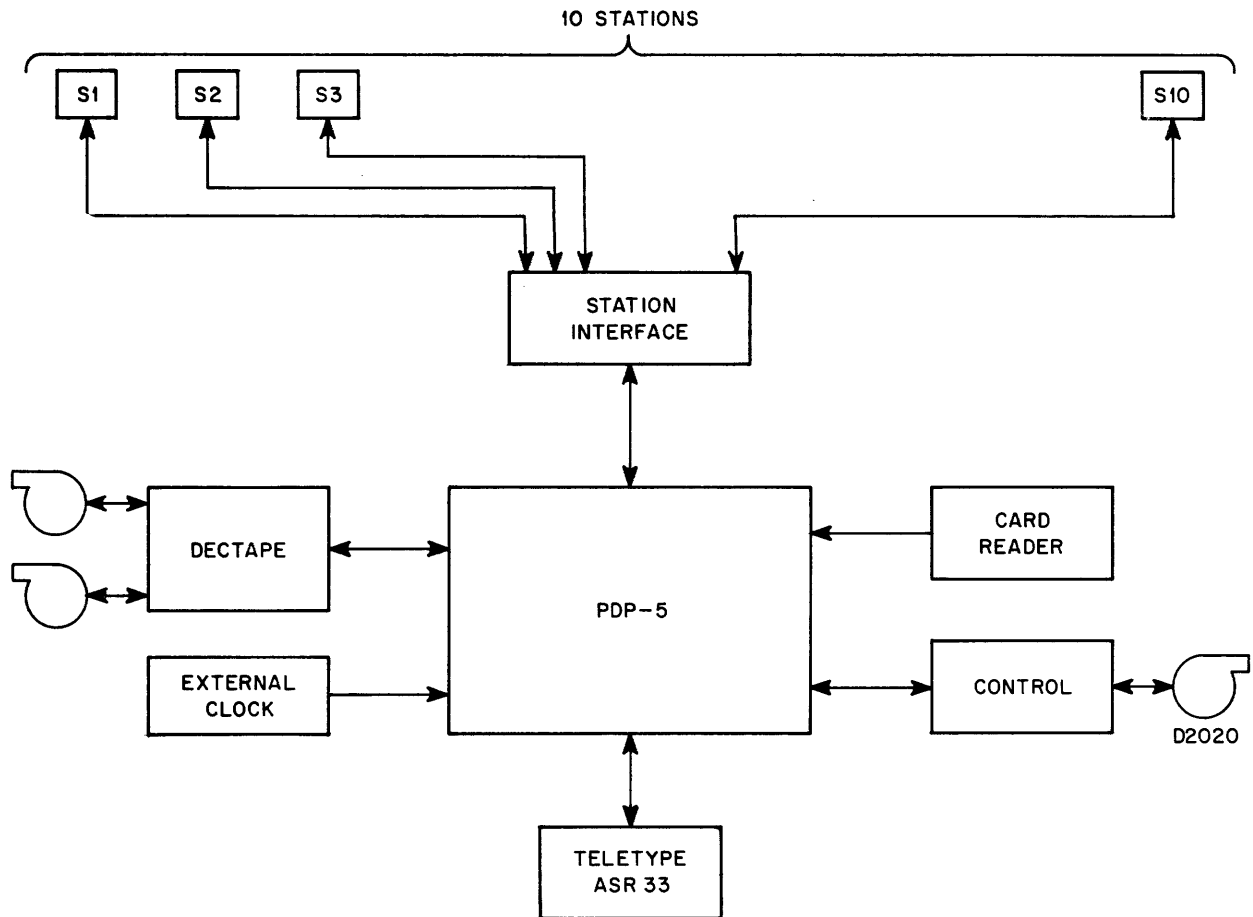 10 STATIONS
S1
S2
S3
S10
STATION
INTERFACE
DECTAPE
PDP-5
CARD
READER
EXTERNAL
CLOCK
CONTROL
D2020
TELETYPE
ASR 33